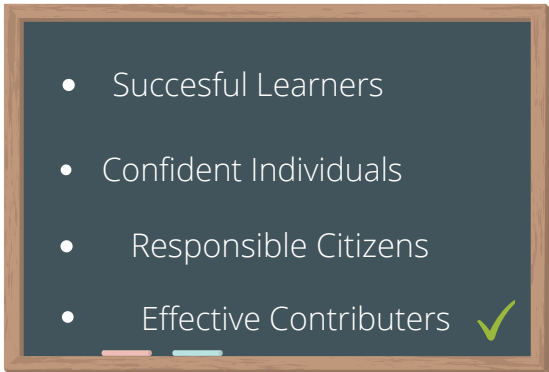 • Succesful Learners
• Confident Individuals
• Responsible Citizens
• Effective Contributers